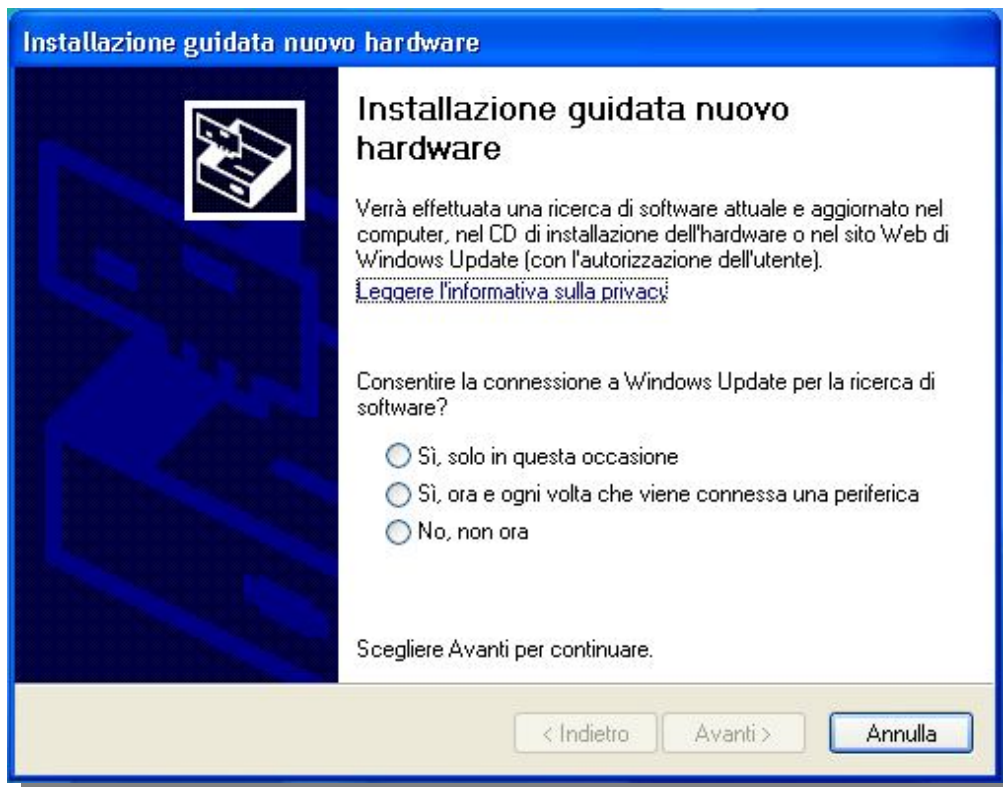 Installazione guidata nuovo hardware
Installazione guidata nuovo
hardware
Verrà effettuata una ricerca di software attuale e aggiornato nel
computer, nel CD di installazione dell'hardware o nel sito Web di
Windows Update (con l'autorizzazione dell'utente).
Leggere l'informativa sulla privacy
Consentire la connessione a Windows Update per la ricerca di
software?
Sì, solo in questa occasione
Sì, ora e ogni volta che viene connessa una periferica
No, non ora
Scegliere Avanti per continuare.
< Indietro Avanti > Annulla